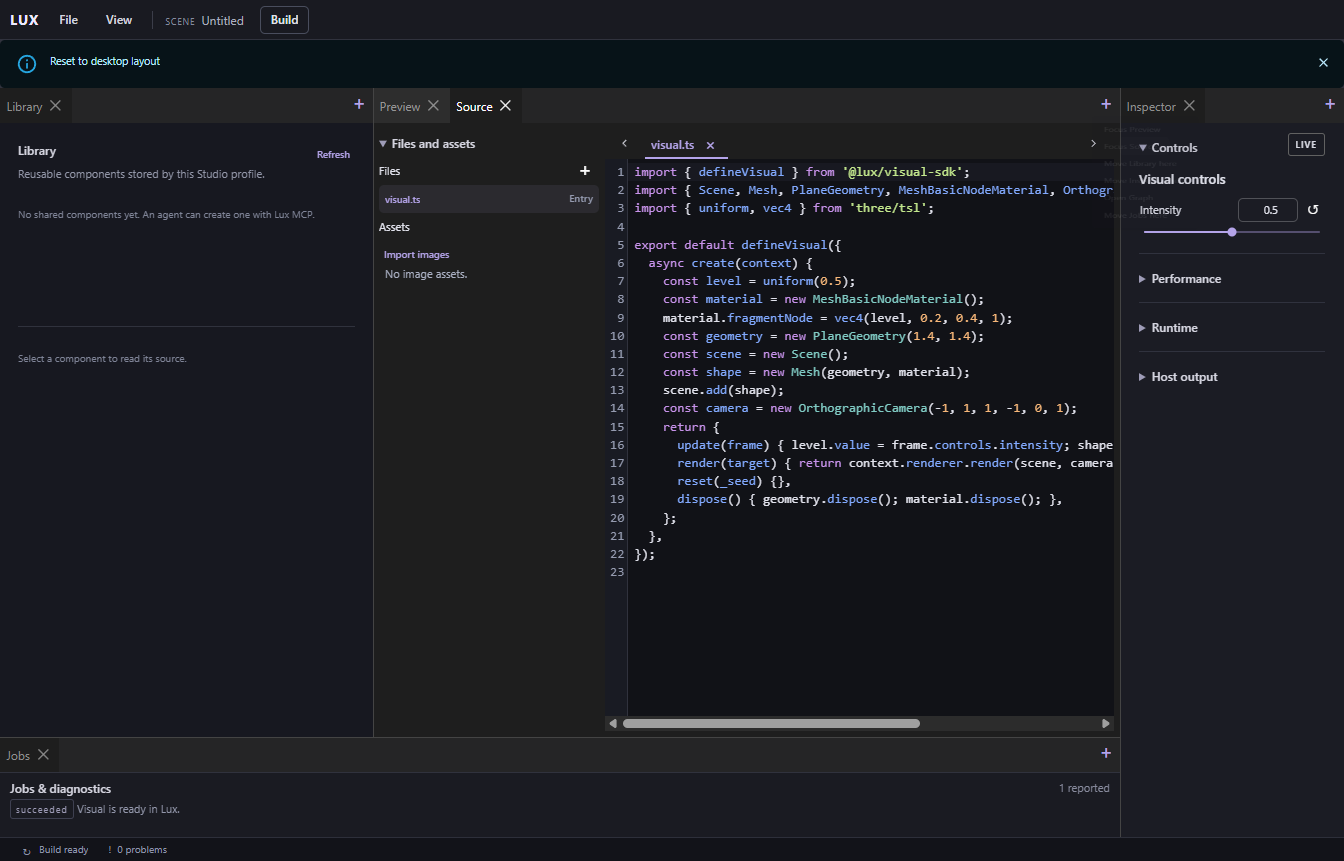 LUX File View SCENE Untitled Build
Reset to desktop layout
Library
Library
Refresh
Reusable components stored by this Studio profile.
No shared components yet. An agent can create one with Lux MCP.
Select a component to read its source.
Preview Source
Files and assets
Files
visual.ts Entry
Assets
Import images
No image assets.
visual.ts
1 import { defineVisual } from '@lux/visual-sdk';
2 import { Scene, Mesh, PlaneGeometry, MeshBasicNodeMaterial, Orthogr
3 import { uniform, vec4 } from 'three/tsl';
4
5 export default defineVisual({
6 async create(context) {
7 const level = uniform(0.5);
8 const material = new MeshBasicNodeMaterial();
9 material.fragmentNode = vec4(level, 0.2, 0.4, 1);
10 const geometry = new PlaneGeometry(1.4, 1.4);
11 const scene = new Scene();
12 const shape = new Mesh(geometry, material);
13 scene.add(shape);
14 const camera = new OrthographicCamera(-1, 1, 1, -1, 0, 1);
15 return {
16 update(frame) { level.value = frame.controls.intensity; shape
17 render(target) { return context.renderer.render(scene, camera
18 reset(_seed) {},
19 dispose() { geometry.dispose(); material.dispose(); },
20 };
21 },
22 });
23
Inspector
Controls
LIVE
Visual controls
Intensity 0.5
Performance
Runtime
Host output
Jobs
Jobs & diagnostics
1 reported
succeeded Visual is ready in Lux.
Build ready ! 0 problems